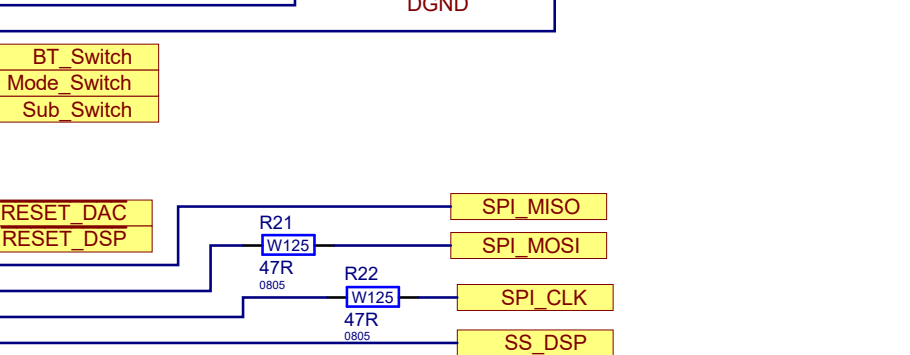 DGND
BT_Switch
Mode_Switch
Sub_Switch
RESET_DAC
RESET_DSP
SPI_MISO
R21
W125
47R
0805
SPI_MOSI
R22
W125
47R
0805
SPI_CLK
SS_DSP